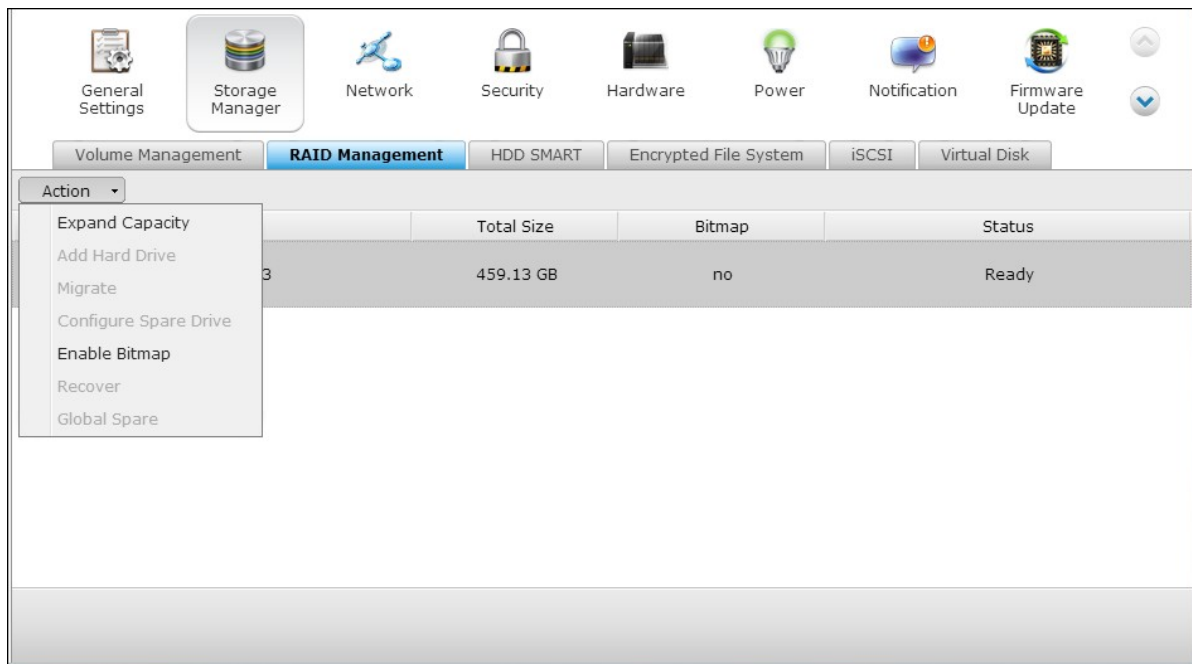 General
Settings
Storage
Manager
Network
Security
Hardware
Power
Notification
Firmware
Update
Volume Management
RAID Management
HDD SMART
Encrypted File System
iSCSI
Virtual Disk
Action
Total Size
Bitmap
Status
3
459.13 GB
no
Ready
Expand Capacity
Add Hard Drive
Migrate
Configure Spare Drive
Enable Bitmap
Recover
Global Spare